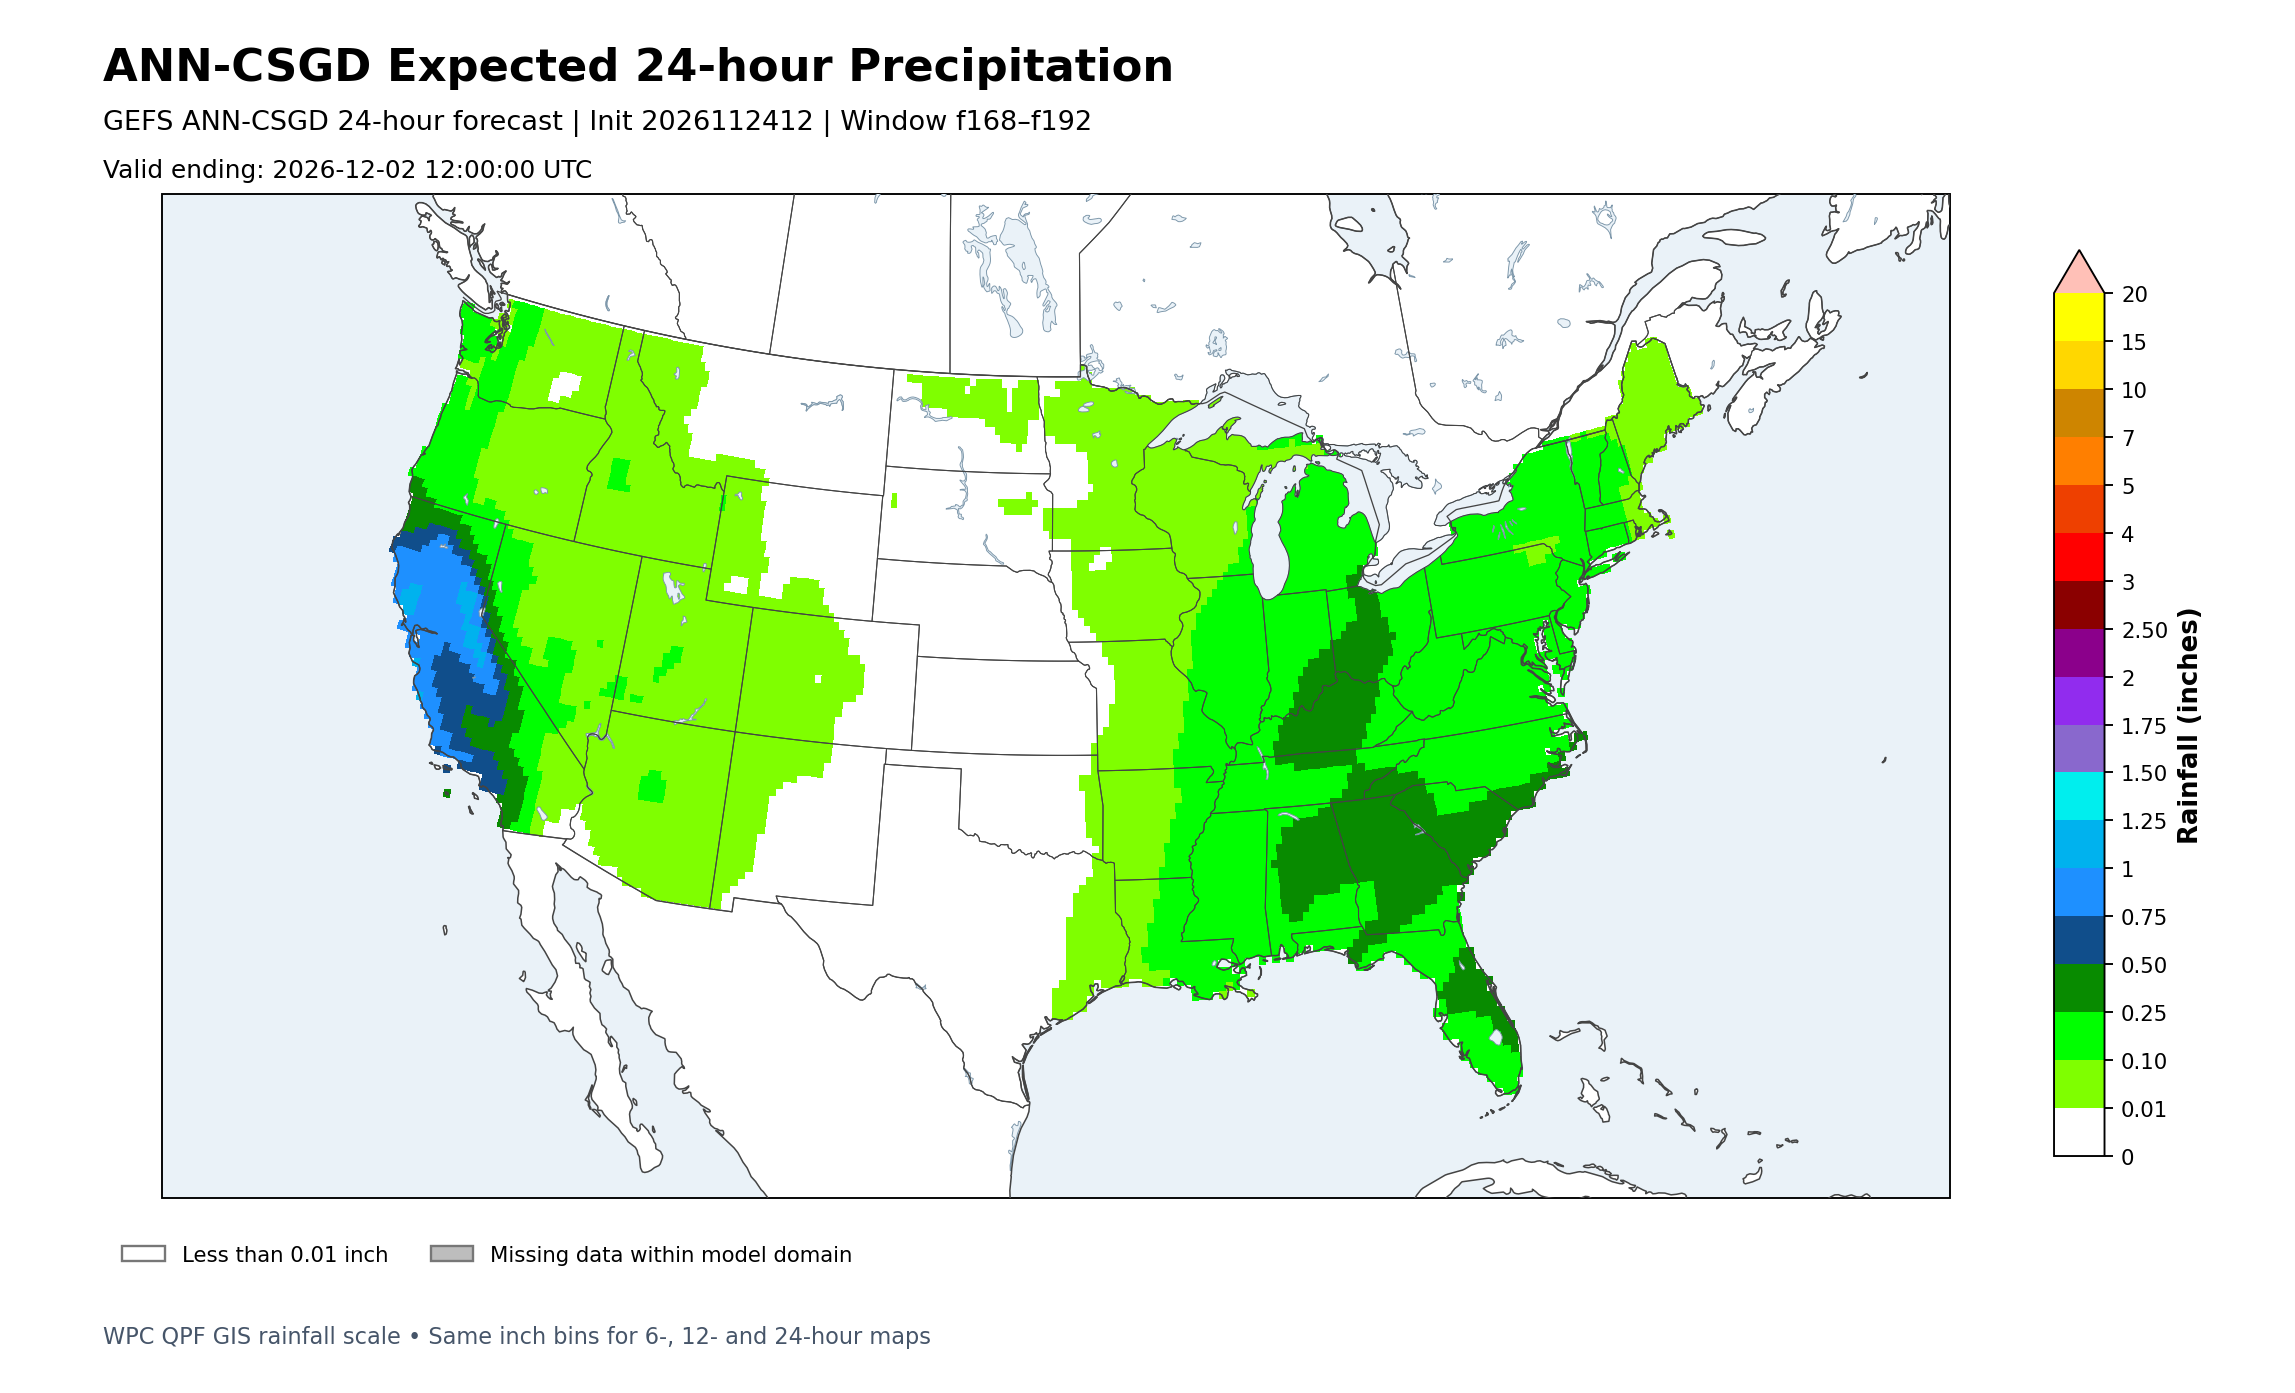 ANN-CSGD Expected 24-hour Precipitation
GEFS ANN-CSGD 24-hour forecast | Init 2026112412 | Window f168–f192
Valid ending: 2026-12-02 12:00:00 UTC
20
15
10
7
5
4
3
2.50
2
1.75
1.50
1.25
1
0.75
0.50
0.25
0.10
0.01
0
Rainfall (inches)
Less than 0.01 inch
Missing data within model domain
WPC QPF GIS rainfall scale • Same inch bins for 6-, 12- and 24-hour maps